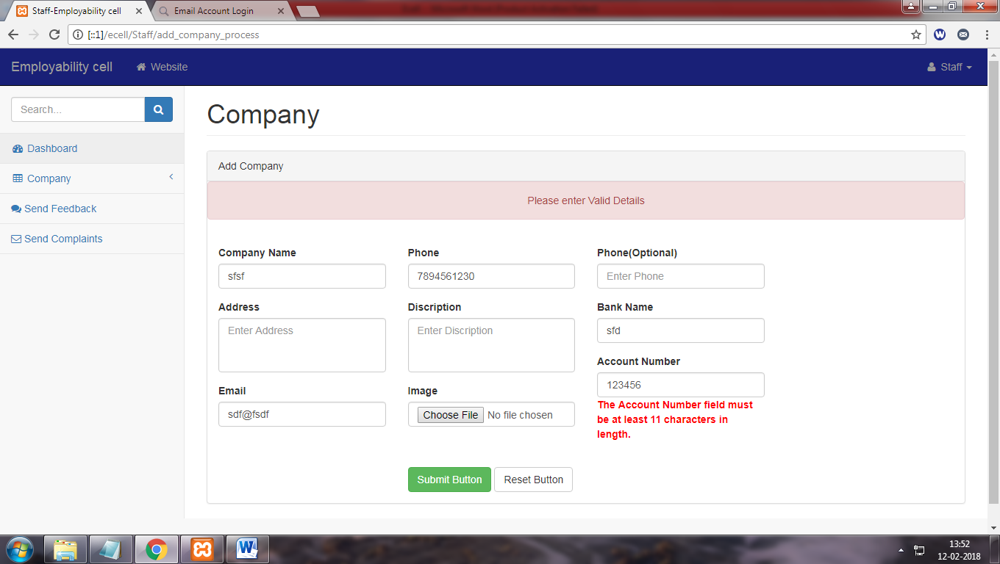 Staff-Employability cell
Email Account Login
[::1]/ecell/Staff/add_company_process
Employability cell
Website
Staff
Search...
Dashboard
Company
Send Feedback
Send Complaints
Company
Add Company
Please enter Valid Details
Company Name
Phone
Phone(Optional)
sfsf
7894561230
Enter Phone
Address
Discription
Bank Name
Enter Address
Enter Discription
sfd
Account Number
123456
Email
Image
sdf@fsdf
Choose File No file chosen
The Account Number field must
be at least 11 characters in
length.
Submit Button
Reset Button
13:52
12-02-2018